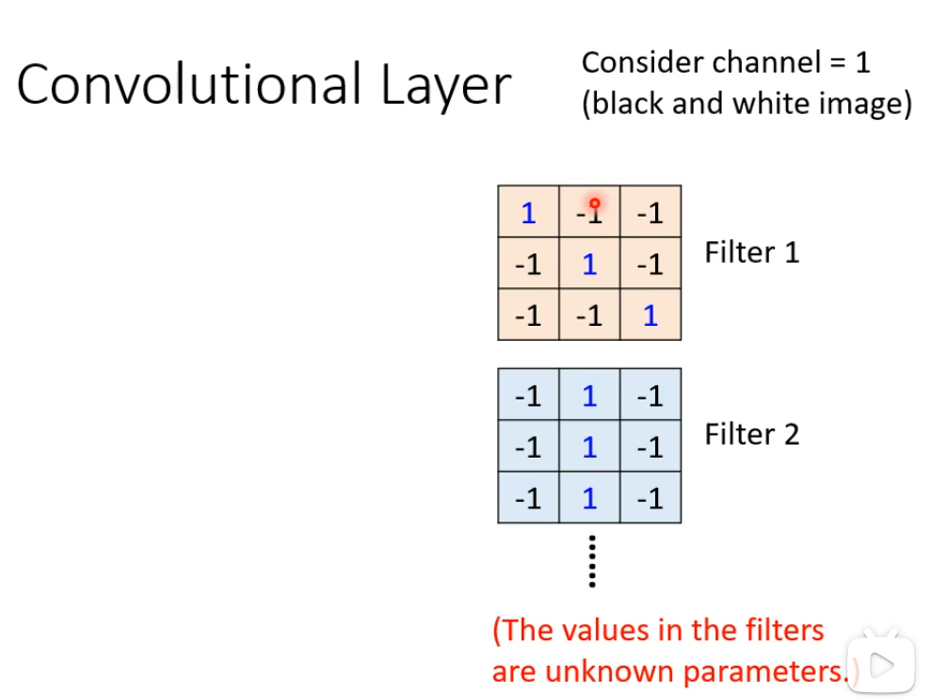 Convolutional Layer
Consider channel = 1
(black and white image)
1 -1 -1
-1 1 -1
-1 -1 1
Filter 1
-1 1 -1
-1 1 -1
-1 1 -1
Filter 2
(The values in the filters
are unknown parameters.)